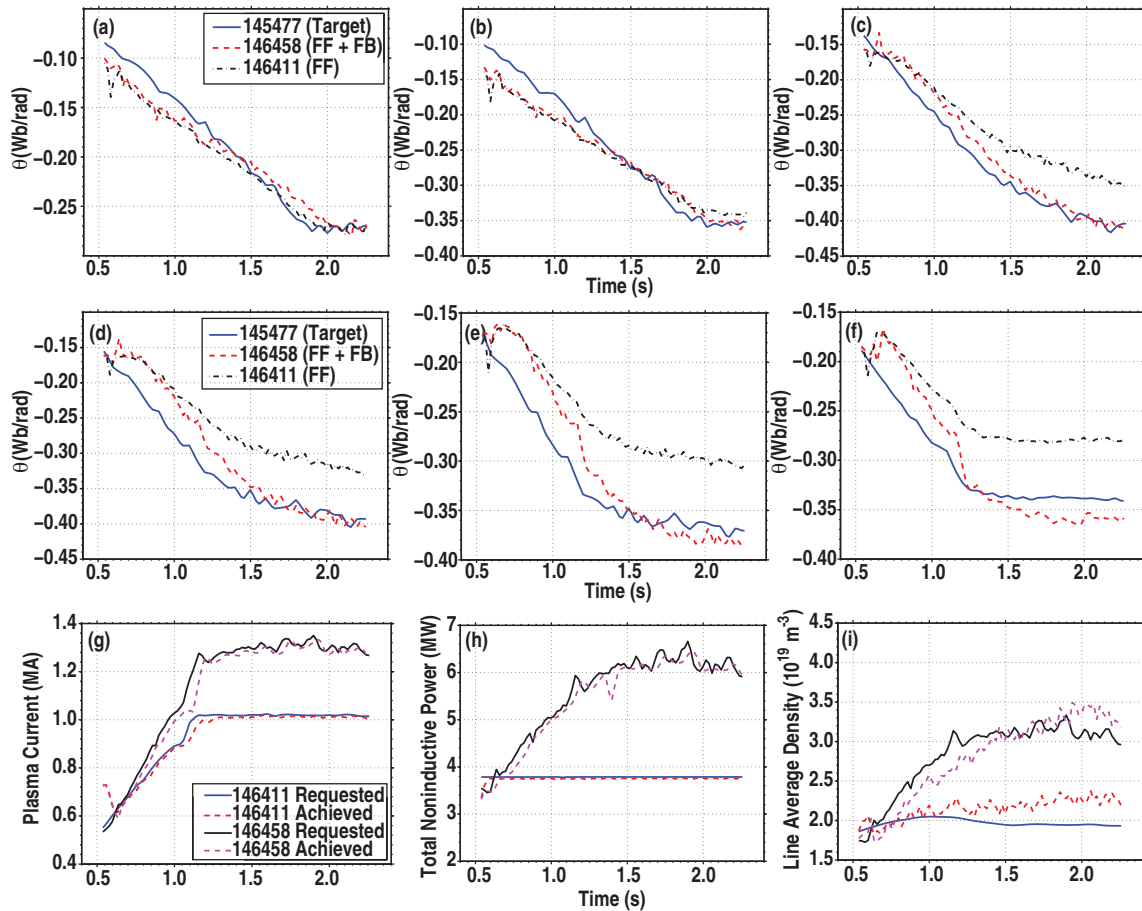 (a)
145477 (Target)
146458 (FF + FB)
146411 (FF)
θ (Wb/rad)
−0.10
−0.15
−0.20
−0.25
0.5 1.0 1.5 2.0
(b)
θ (Wb/rad)
−0.10
−0.15
−0.20
−0.25
−0.30
−0.35
−0.40
0.5 1.0 1.5 2.0
Time (s)
(c)
θ (Wb/rad)
−0.15
−0.20
−0.25
−0.30
−0.35
−0.40
−0.45
0.5 1.0 1.5 2.0
(d)
145477 (Target)
146458 (FF + FB)
146411 (FF)
θ (Wb/rad)
−0.15
−0.20
−0.25
−0.30
−0.35
−0.40
−0.45
0.5 1.0 1.5 2.0
(e)
θ (Wb/rad)
−0.15
−0.20
−0.25
−0.30
−0.35
−0.40
0.5 1.0 1.5 2.0
Time (s)
(f)
θ (Wb/rad)
−0.15
−0.20
−0.25
−0.30
−0.35
−0.40
0.5 1.0 1.5 2.0
(g)
Plasma Current (MA)
1.4
1.2
1.0
0.8
0.6
0.4
146411 Requested
146411 Achieved
146458 Requested
146458 Achieved
0.5 1.0 1.5 2.0
(h)
Total Noninductive Power (MW)
7
6
5
4
3
2
0.5 1.0 1.5 2.0
Time (s)
(i)
Line Average Density (10¹⁹ m⁻³)
4.5
4.0
3.5
3.0
2.5
2.0
1.5
0.5 1.0 1.5 2.0